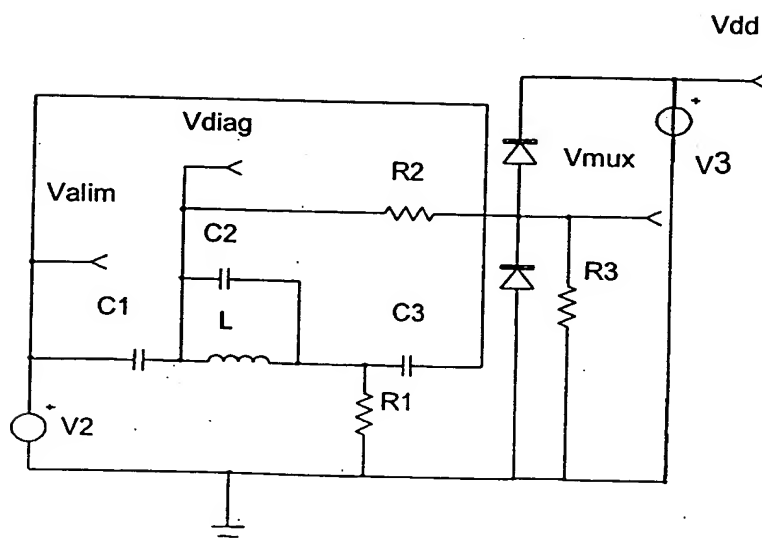 Vdd
Vdiag
+
V3
Vmux
R2
Valim
C2
R3
C1
L
C3
R1
+
V2